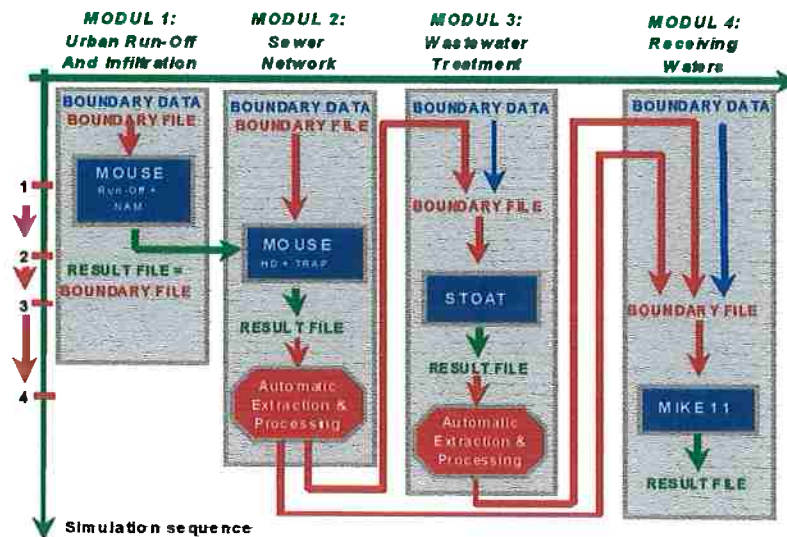 MODUL 1:
Urban Run-Off
And Infiltration
MODUL 2:
Sewer
Network
MODUL 3:
Wastewater
Treatment
MODUL 4:
Receiving
Waters
BOUNDARY DATA
BOUNDARY FILE
MOUSE
Run-Off +
NAM
RESULT FILE =
BOUNDARY FILE
BOUNDARY DATA
BOUNDARY FILE
MOUSE
HD + TRAP
RESULT FILE
Automatic
Extraction &
Processing
BOUNDARY DATA
BOUNDARY FILE
STOAT
RESULT FILE
Automatic
Extraction &
Processing
BOUNDARY DATA
BOUNDARY FILE
MIKE11
RESULT FILE
1
2
3
4
Simulation sequence